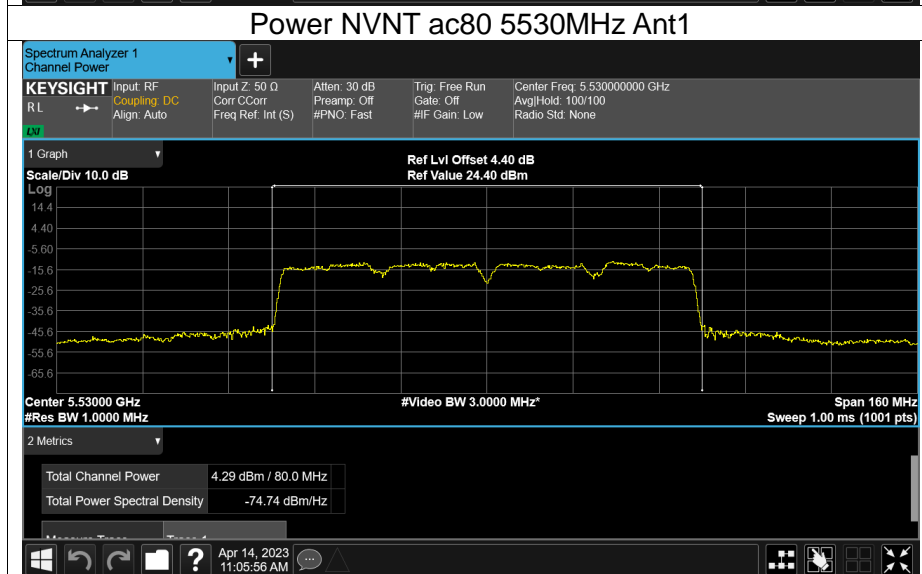 Power NVNT ac80 5530MHz Ant1
Spectrum Analyzer 1
Channel Power
+
KEYSIGHT
R L
LXI
Input: RF
Coupling: DC
Align: Auto
Input Z: 50 Ω
Corr CCorr
Freq Ref: Int (S)
Atten: 30 dB
Preamp: Off
#PNO: Fast
Trig: Free Run
Gate: Off
#IF Gain: Low
Center Freq: 5.530000000 GHz
Avg|Hold: 100/100
Radio Std: None
1 Graph
Scale/Div 10.0 dB
Ref Lvl Offset 4.40 dB
Ref Value 24.40 dBm
Log
14.4
4.40
-5.60
-15.6
-25.6
-35.6
-45.6
-55.6
-65.6
Center 5.53000 GHz
#Video BW 3.0000 MHz*
Span 160 MHz
#Res BW 1.0000 MHz
Sweep 1.00 ms (1001 pts)
2 Metrics
Total Channel Power 4.29 dBm / 80.0 MHz
Total Power Spectral Density -74.74 dBm/Hz
?
Apr 14, 2023
11:05:56 AM